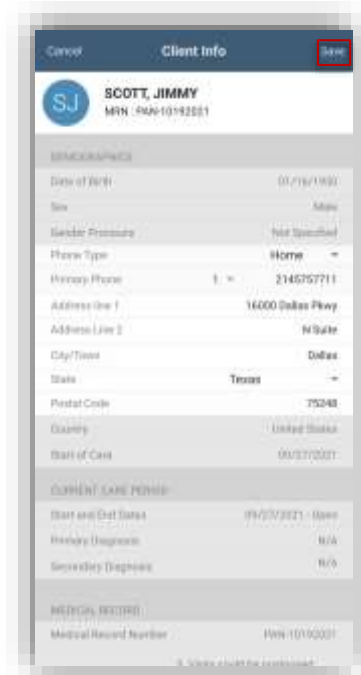 Cancel Client Info Save
SJ SCOTT, JIMMY
MRN : PAN-10192021
DEMOGRAPHICS
Date of Birth 01/16/1950
Sex Male
Gender Pronouns Not Specified
Phone Type Home
Primary Phone 1 2145757711
Address line 1 16000 Dallas Pkwy
Address Line 2 N Suite
City/Town Dallas
State Texas
Postal Code 75248
Country United States
Start of Care 09/27/2021
CURRENT CARE PERIOD
Start and End Dates 09/27/2021 - Open
Primary Diagnosis N/A
Secondary Diagnosis N/A
MEDICAL RECORD
Medical Record Number PAN-10192021